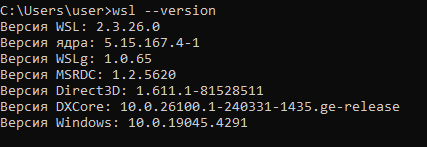 C:\Users\user>wsl --version
Версия WSL: 2.3.26.0
Версия ядра: 5.15.167.4-1
Версия WSLg: 1.0.65
Версия MSRDC: 1.2.5620
Версия Direct3D: 1.611.1-81528511
Версия DXCore: 10.0.26100.1-240331-1435.ge-release
Версия Windows: 10.0.19045.4291